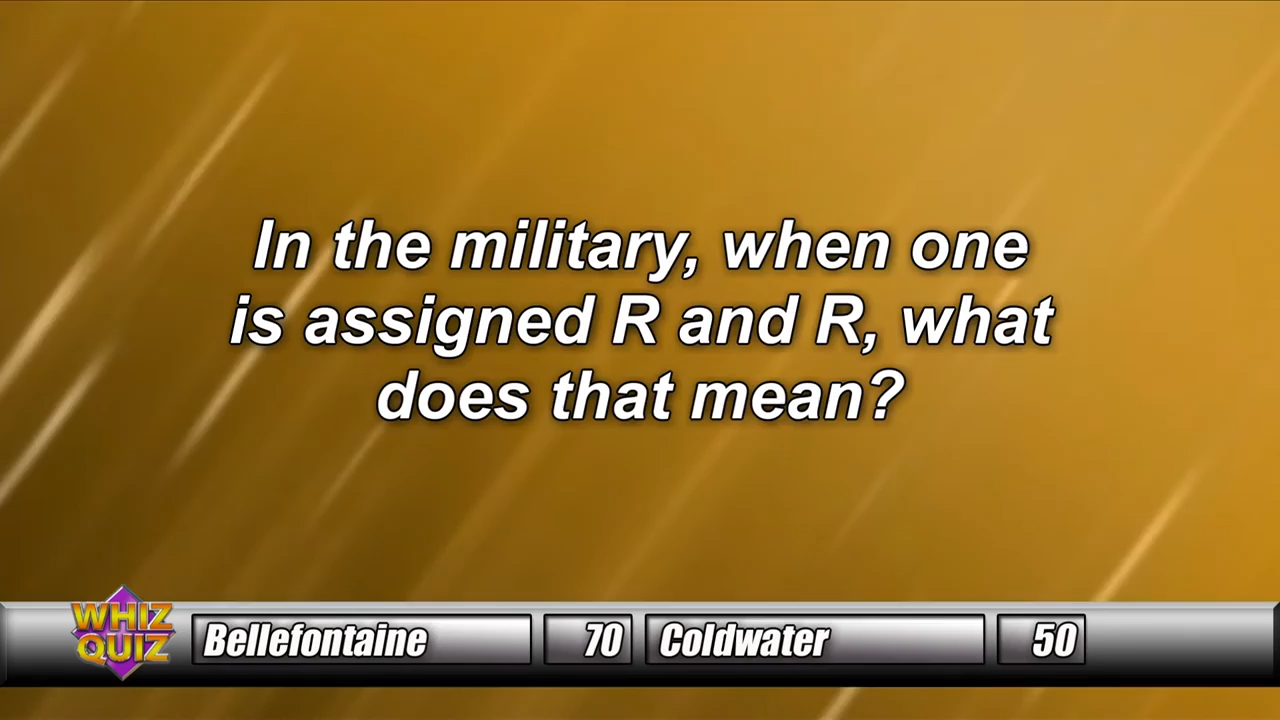 In the military, when one
is assigned R and R, what
does that mean?
WHIZ
QUIZ
Bellefontaine 70 Coldwater 50